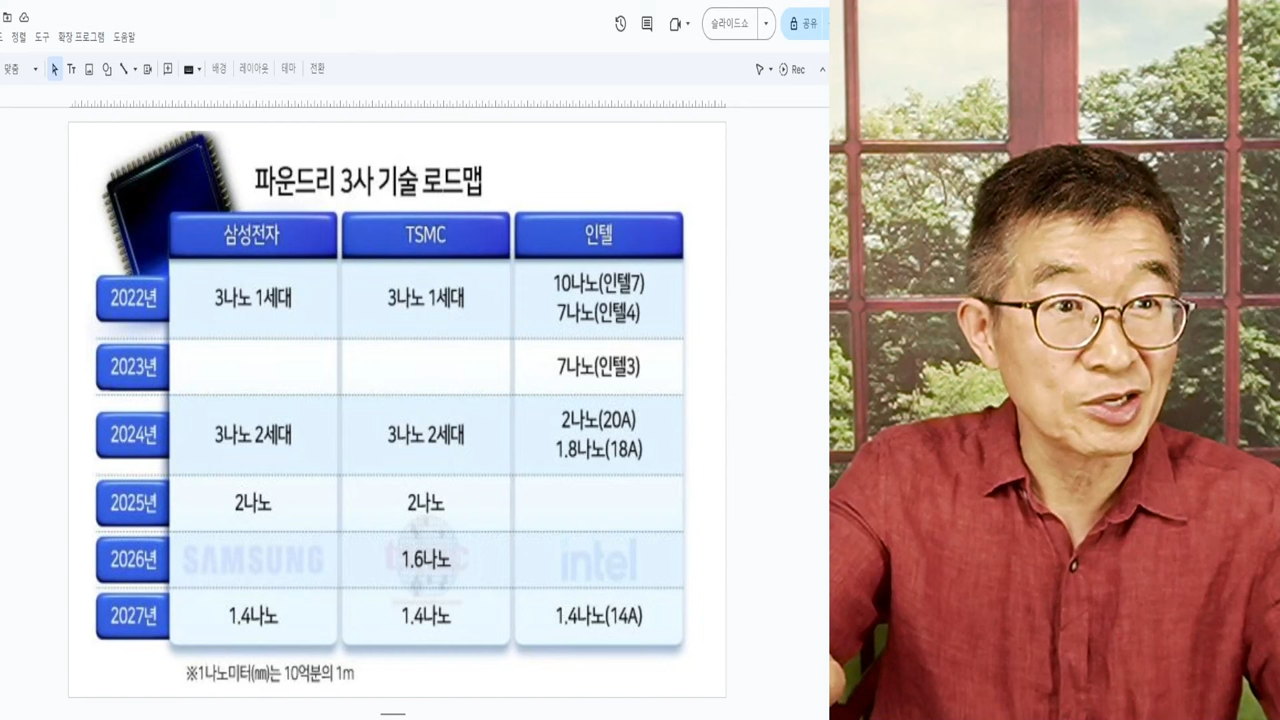 정렬 도구 확창 프로그램 도움말
슬라이드쇼
공유
맞춤
배경 레이아웃 테마 전환
Rec
파운드리 3사 기술 로드맵
삼성전자 TSMC 인텔
2022년 3나노 1세대 3나노 1세대 10나노(인텔7)
7나노(인텔4)
2023년 7나노(인텔3)
2024년 3나노 2세대 3나노 2세대 2나노(20A)
1.8나노(18A)
2025년 2나노 2나노
2026년 SAMSUNG 1.6나노 intel
2027년 1.4나노 1.4나노 1.4나노(14A)
※1나노미터(㎚)는 10억분의 1m